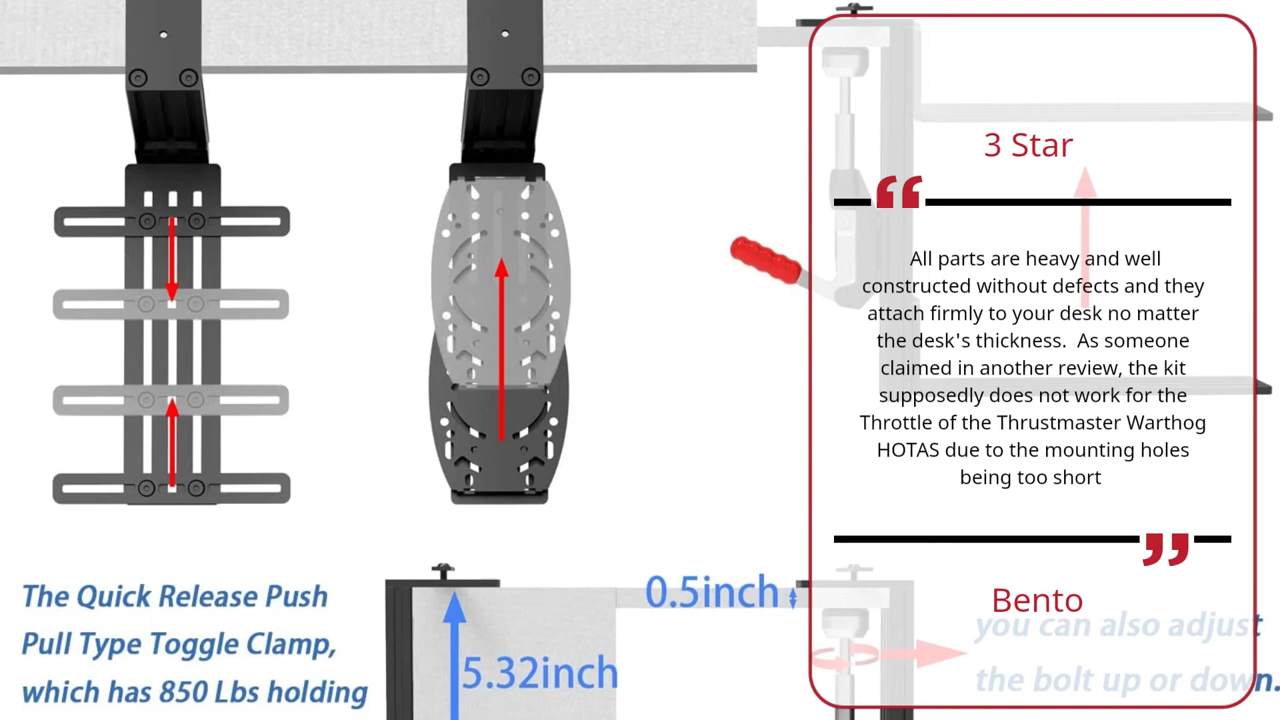 3 Star
❝
All parts are heavy and well
constructed without defects and they
attach firmly to your desk no matter
the desk's thickness.  As someone
claimed in another review, the kit
supposedly does not work for the
Throttle of the Thrustmaster Warthog
HOTAS due to the mounting holes
being too short
❞
Bento
The Quick Release Push
Pull Type Toggle Clamp,
which has 850 Lbs holding
0.5inch
5.32inch
you can also adjust
the bolt up or down.